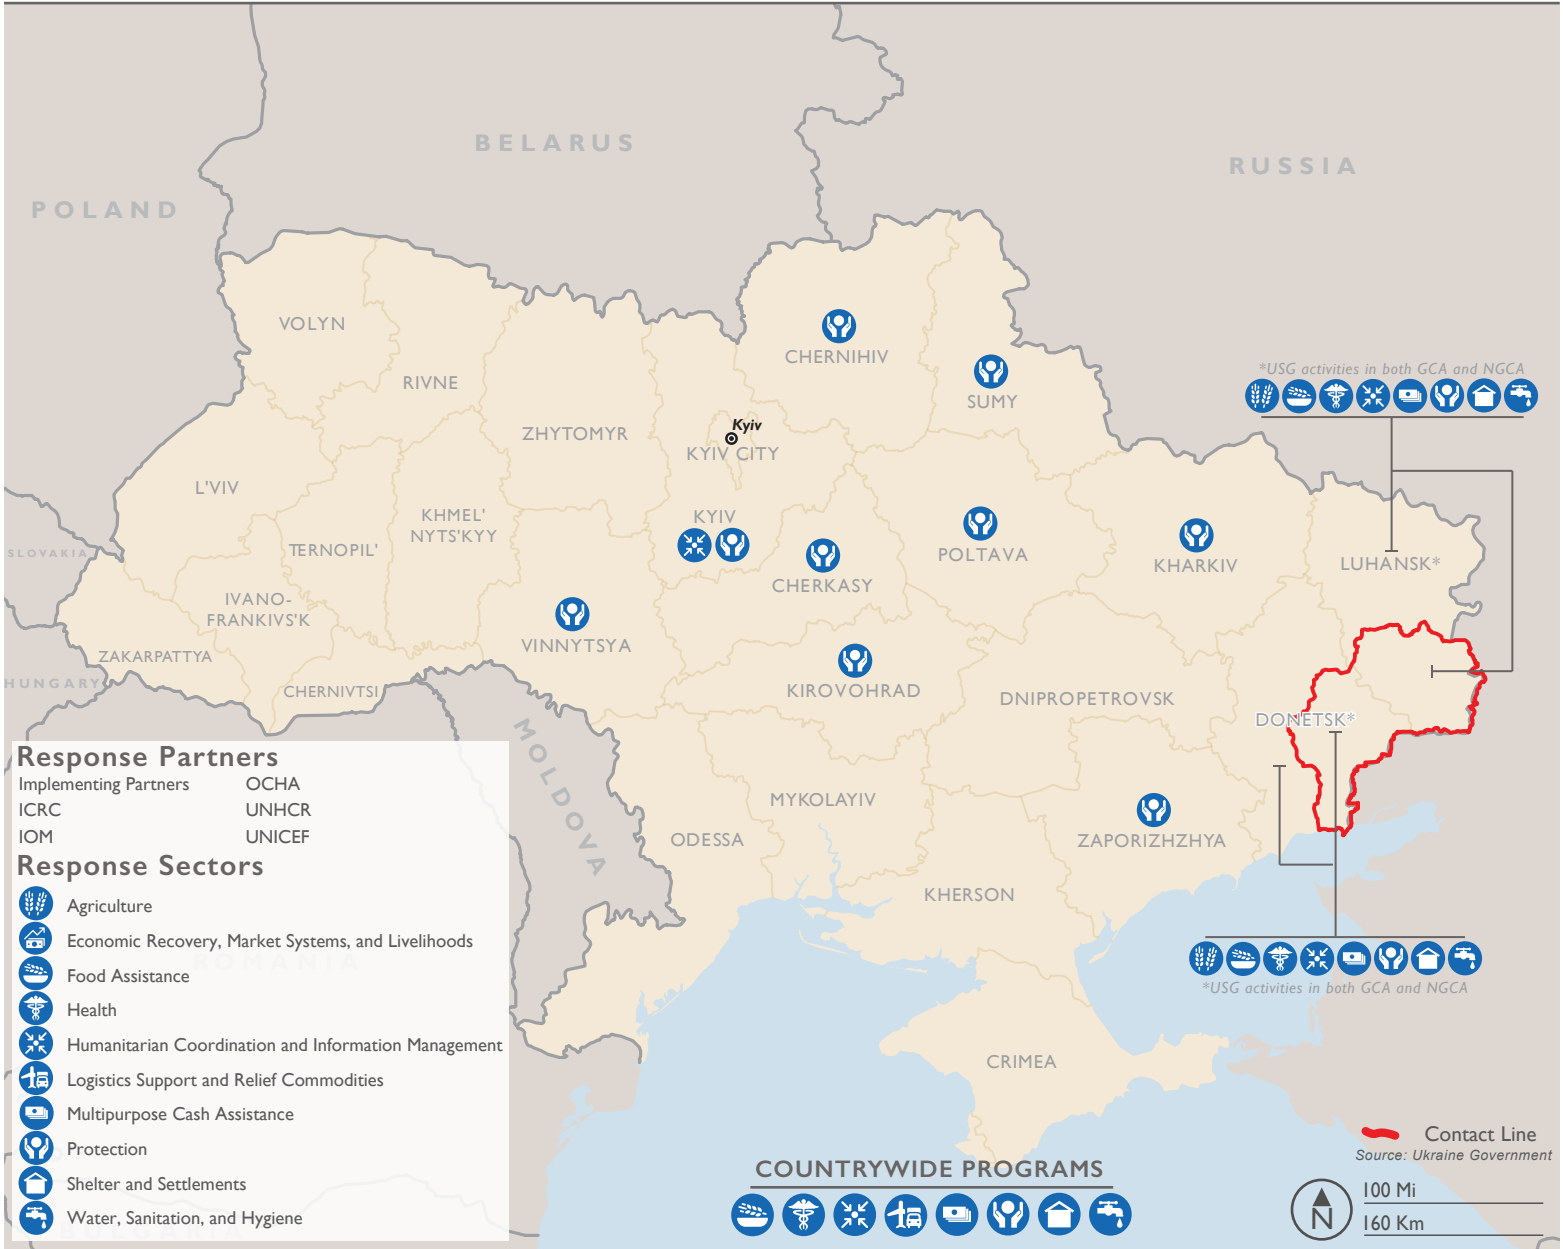 BELARUS
RUSSIA
POLAND
VOLYN
CHERNIHIV
RIVNE
*USG activities in both GCA and NGCA
SUMY
Kyiv
ZHYTOMYR
KYIV CITY
L'VIV
KHMEL'
NYTS'KYY
KYIV
TERNOPIL'
SLOVAKIA
POLTAVA
KHARKIV
LUHANSK*
CHERKASY
IVANO-
FRANKIVS'K
VINNYTSYA
ZAKARPATTYA
HUNGARY
CHERNIVTSI
KIROVOHRAD
DNIPROPETROVSK
DONETSK*
MOLDOVA
MYKOLAYIV
ODESSA
ZAPORIZHZHYA
KHERSON
*USG activities in both GCA and NGCA
CRIMEA
Response Partners
Implementing Partners
OCHA
ICRC
UNHCR
IOM
UNICEF
Response Sectors
Agriculture
Economic Recovery, Market Systems, and Livelihoods
ROMANIA
Food Assistance
Health
Humanitarian Coordination and Information Management
Logistics Support and Relief Commodities
Multipurpose Cash Assistance
Protection
Shelter and Settlements
Water, Sanitation, and Hygiene
BULGARIA
COUNTRYWIDE PROGRAMS
Contact Line
Source: Ukraine Government
N
100 Mi
160 Km